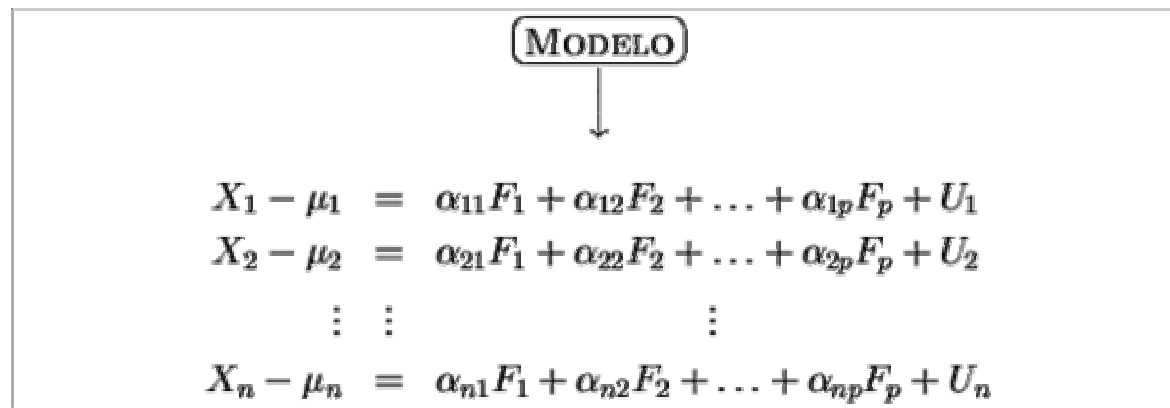 MODELO
X₁ − μ₁ = α₁₁F₁ + α₁₂F₂ + … + α₁ₚFₚ + U₁
X₂ − μ₂ = α₂₁F₁ + α₂₂F₂ + … + α₂ₚFₚ + U₂
⋮ ⋮ ⋮
Xₙ − μₙ = αₙ₁F₁ + αₙ₂F₂ + … + αₙₚFₚ + Uₙ